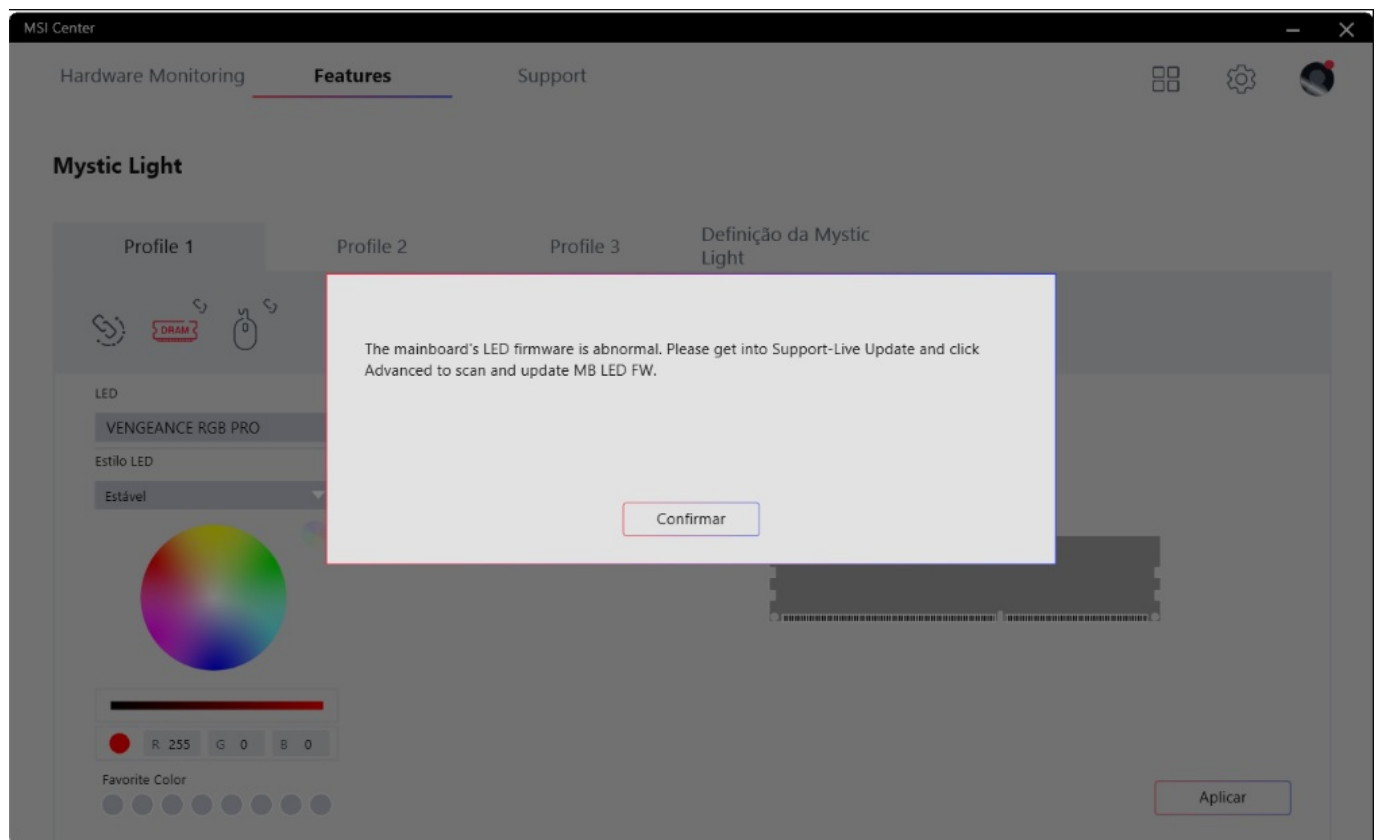 MSI Center
Hardware Monitoring
Features
Support
Mystic Light
Profile 1
Profile 2
Profile 3
Definição da Mystic
Light
DRAM
The mainboard's LED firmware is abnormal. Please get into Support-Live Update and click
Advanced to scan and update MB LED FW.
Confirmar
LED
VENGEANCE RGB PRO
Estilo LED
Estável
R 255 G 0 B 0
Favorite Color
Aplicar